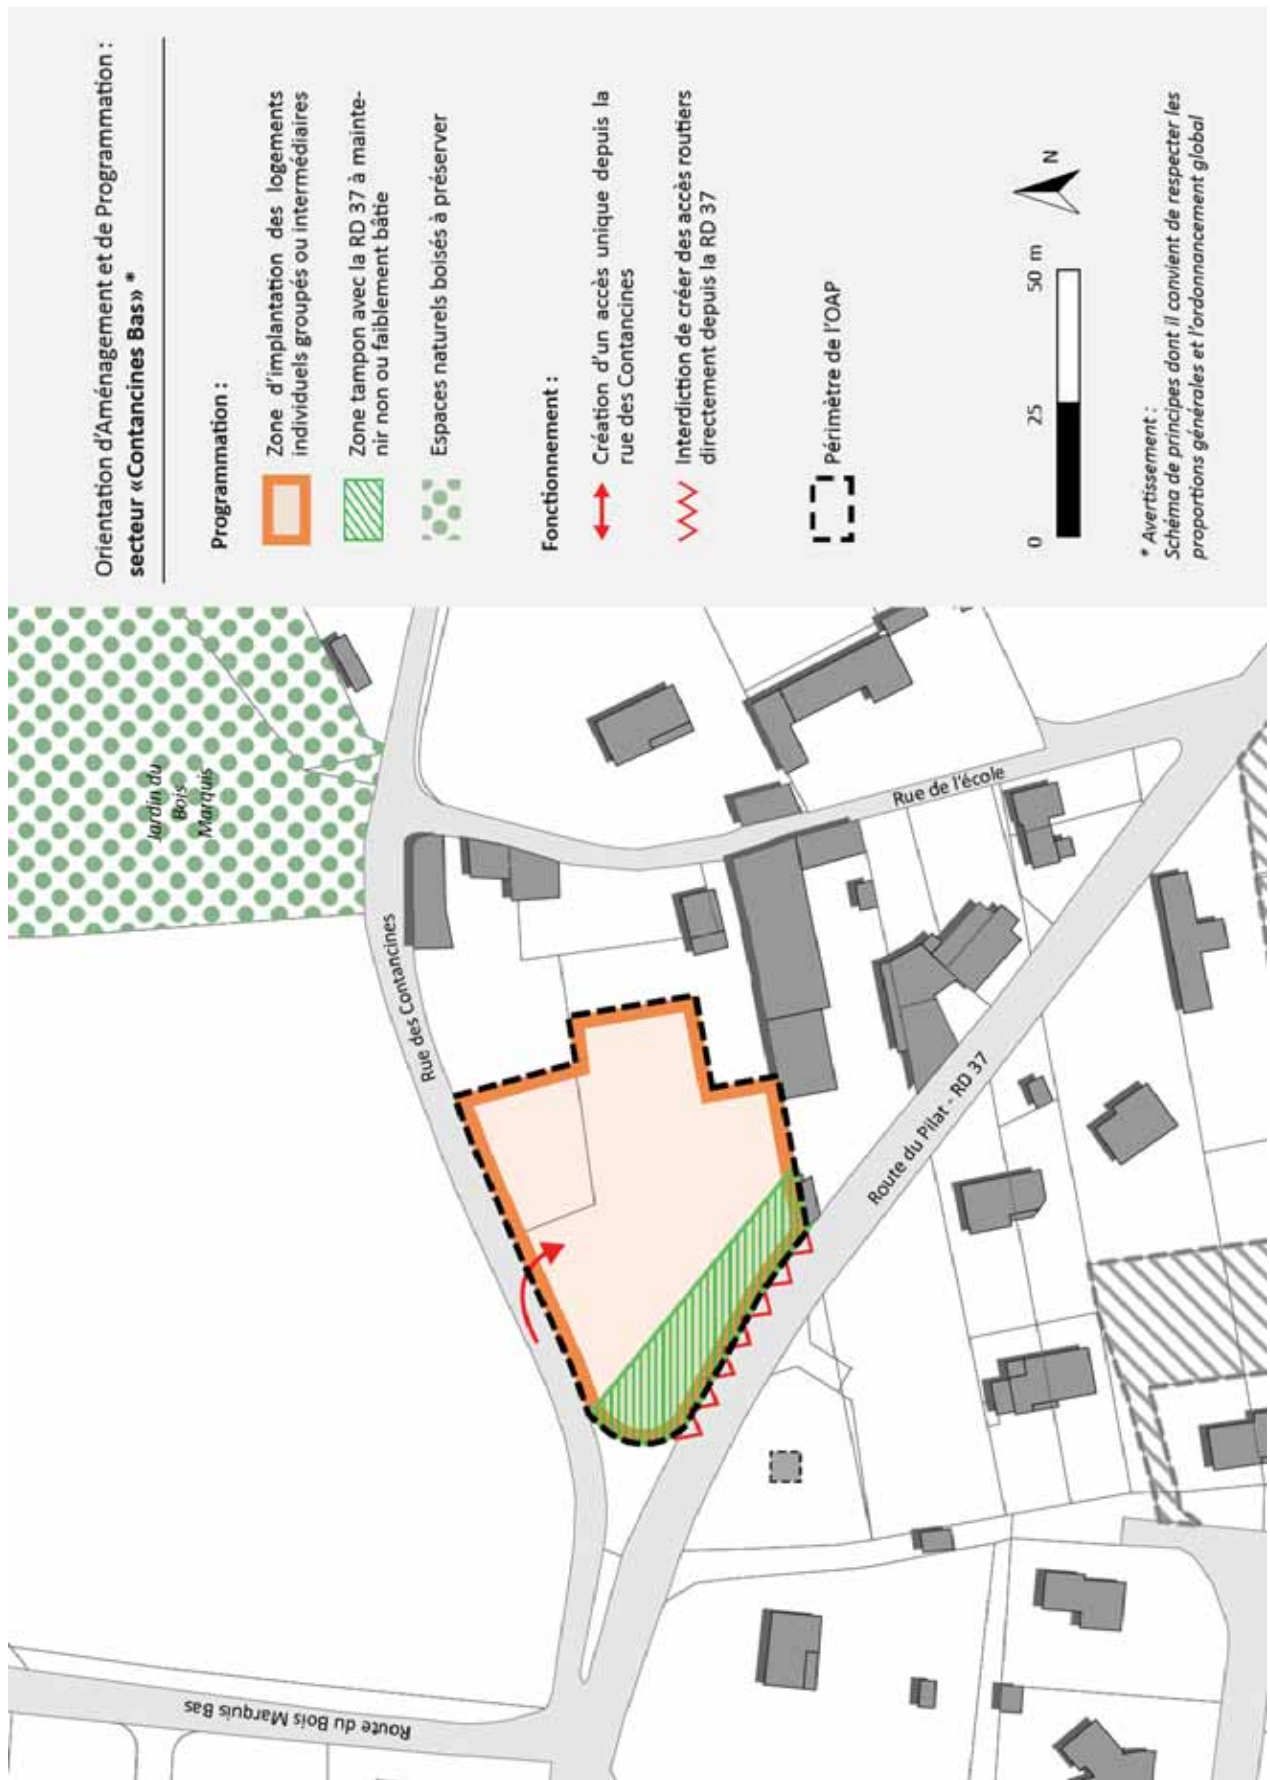 Orientation d'Aménagement et de Programmation :
secteur «Contancines Bas» *
Programmation :
Zone d'implantation des logements
individuels groupés ou intermédiaires
Zone tampon avec la RD 37 à mainte-
nir non ou faiblement bâtie
Espaces naturels boisés à préserver
Fonctionnement :
Création d'un accès unique depuis la
rue des Contancines
Interdiction de créer des accès routiers
directement depuis la RD 37
Périmètre de l'OAP
0 25 50 m
N
* Avertissement :
Schéma de principes dont il convient de respecter les
proportions générales et l'ordonnancement global
Jardin du
Bois
Marquis
Rue des Contancines
Rue de l'école
Route du Pilat - RD 37
Route du Bois Marquis Bas